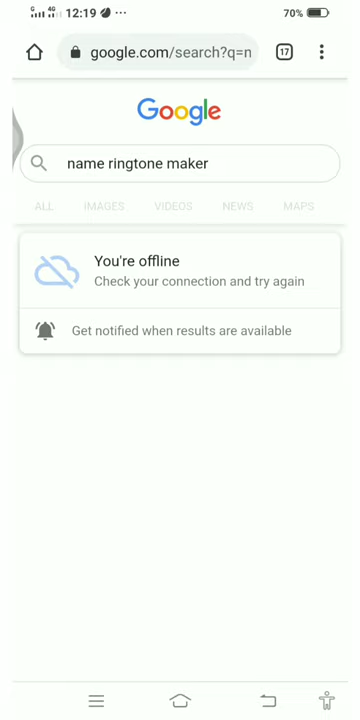 G 4G 12:19 ... 70%
google.com/search?q=n 17
Google
name ringtone maker
ALL IMAGES VIDEOS NEWS MAPS
You're offline
Check your connection and try again
Get notified when results are available